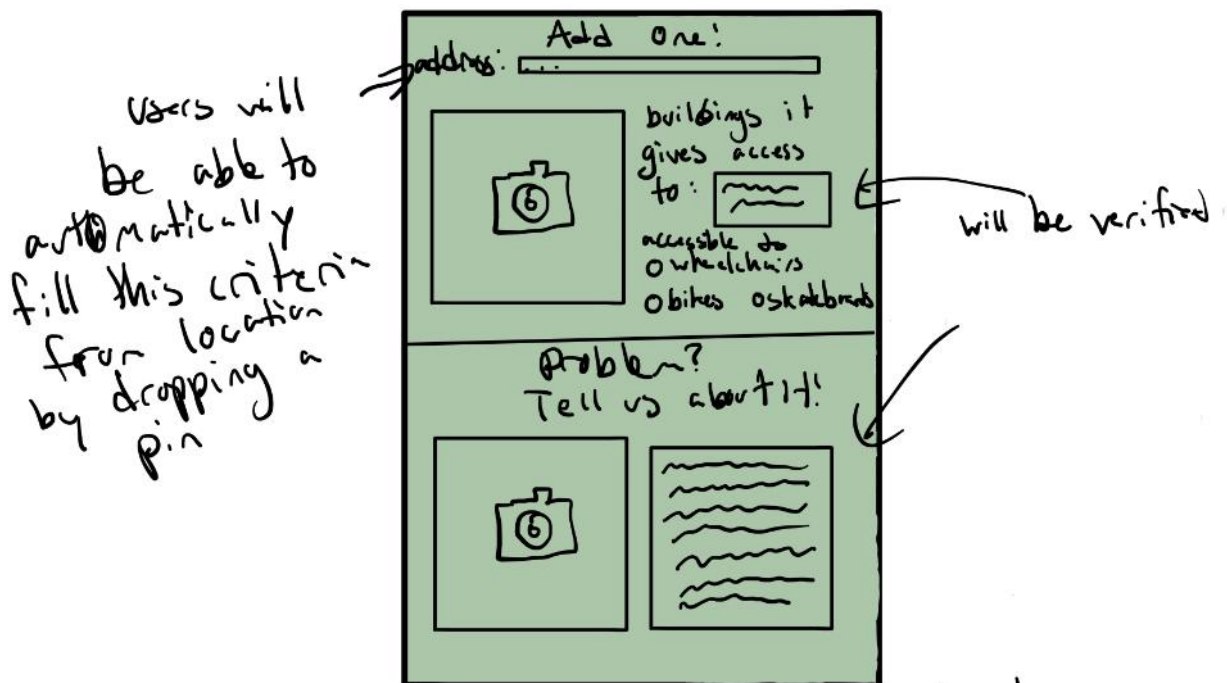 Add One!
address: ...
buildings it
gives access
to:
accessible to
wheelchairs
bikes skateboards
Problem?
Tell us about it!
users will
be able to
automatically
fill this criteria
from location
by dropping a
pin
will be verified